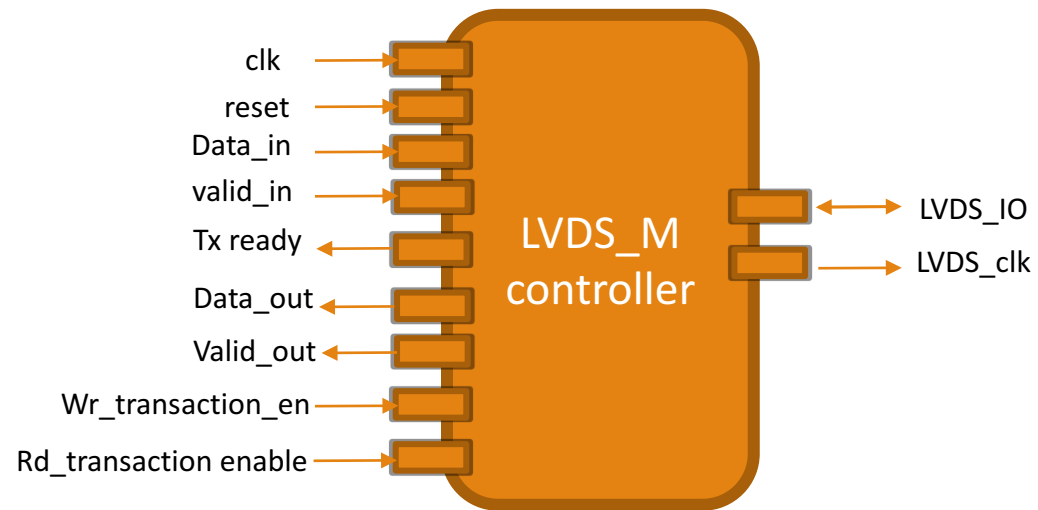 clk
reset
Data_in
valid_in
Tx ready
Data_out
Valid_out
Wr_transaction_en
Rd_transaction enable
LVDS_M
controller
LVDS_IO
LVDS_clk